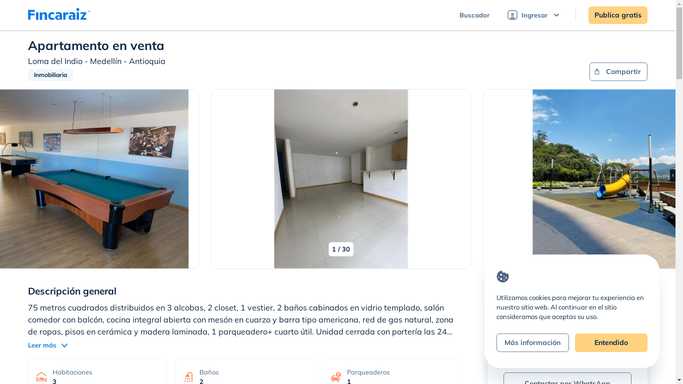 Fincaraiz
Buscador
Ingresar
Publica gratis
Apartamento en venta
Loma del Indio - Medellín - Antioquia
Inmobiliaria
Compartir
1 / 30
Descripción general
75 metros cuadrados distribuidos en 3 alcobas, 2 closet, 1 vestier, 2 baños cabinados en vidrio templado, salón
comedor con balcón, cocina integral abierta con mesón en cuarzo y barra tipo americana, red de gas natural, zona
de ropas, pisos en cerámica y madera laminada, 1 parqueadero+ cuarto útil. Unidad cerrada con portería las 24...
Leer más
Habitaciones
3
Baños
2
Parqueaderos
1
Utilizamos cookies para mejorar tu experiencia en
nuestro sitio web. Al continuar en el sitio
consideramos que aceptas su uso.
Más información
Entendido
Contactar por WhatsApp